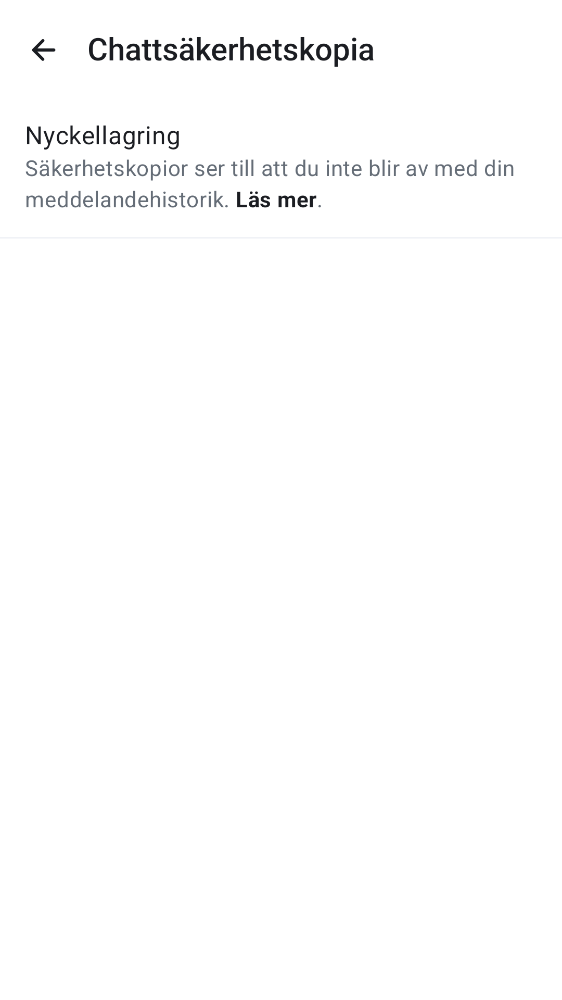 Chattsäkerhetskopia
Nyckellagring
Säkerhetskopior ser till att du inte blir av med din
meddelandehistorik. Läs mer.